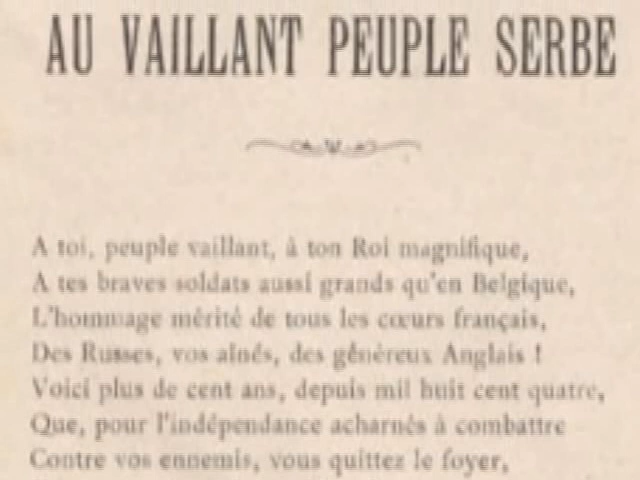 AU VAILLANT PEUPLE SERBE
A toi, peuple vaillant, à ton Roi magnifique,
A tes braves soldats aussi grands qu'en Belgique,
L'hommage mérité de tous les cœurs français,
Des Russes, vos aînés, des généreux Anglais !
Voici plus de cent ans, depuis mil huit cent quatre,
Que, pour l'indépendance acharnés à combattre
Contre vos ennemis, vous quittez le foyer,